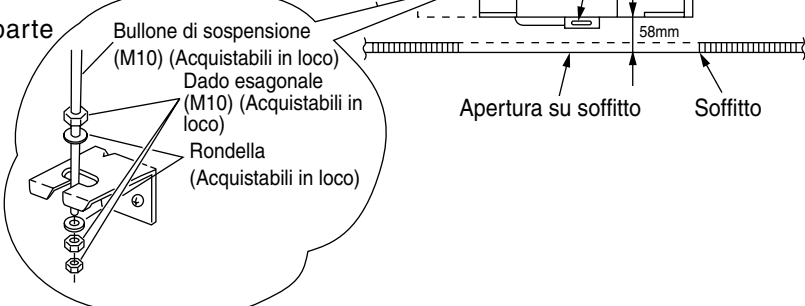 parte
Bullone di sospensione
(M10) (Acquistabili in loco)
Dado esagonale
(M10) (Acquistabili in
loco)
Rondella
(Acquistabili in loco)
58mm
Apertura su soffitto
Soffitto